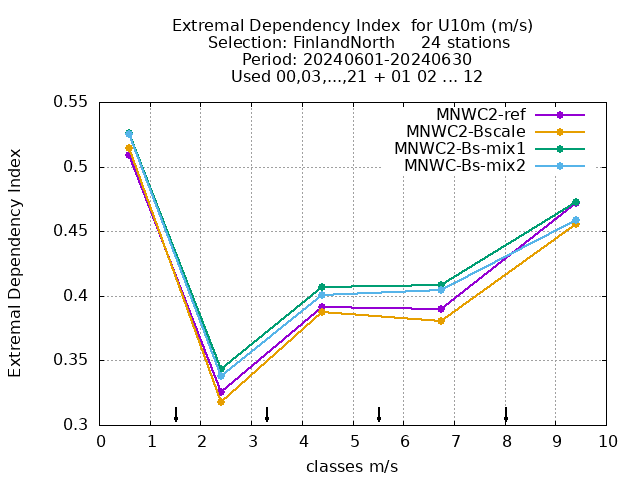 Extremal Dependency Index  for U10m (m/s)
Selection: FinlandNorth     24 stations
Period: 20240601-20240630
Used 00,03,...,21 + 01 02 ... 12
MNWC2-ref
MNWC2-Bscale
MNWC2-Bs-mix1
MNWC-Bs-mix2
Extremal Dependency Index
0.55
0.5
0.45
0.4
0.35
0.3
0 1 2 3 4 5 6 7 8 9 10
classes m/s